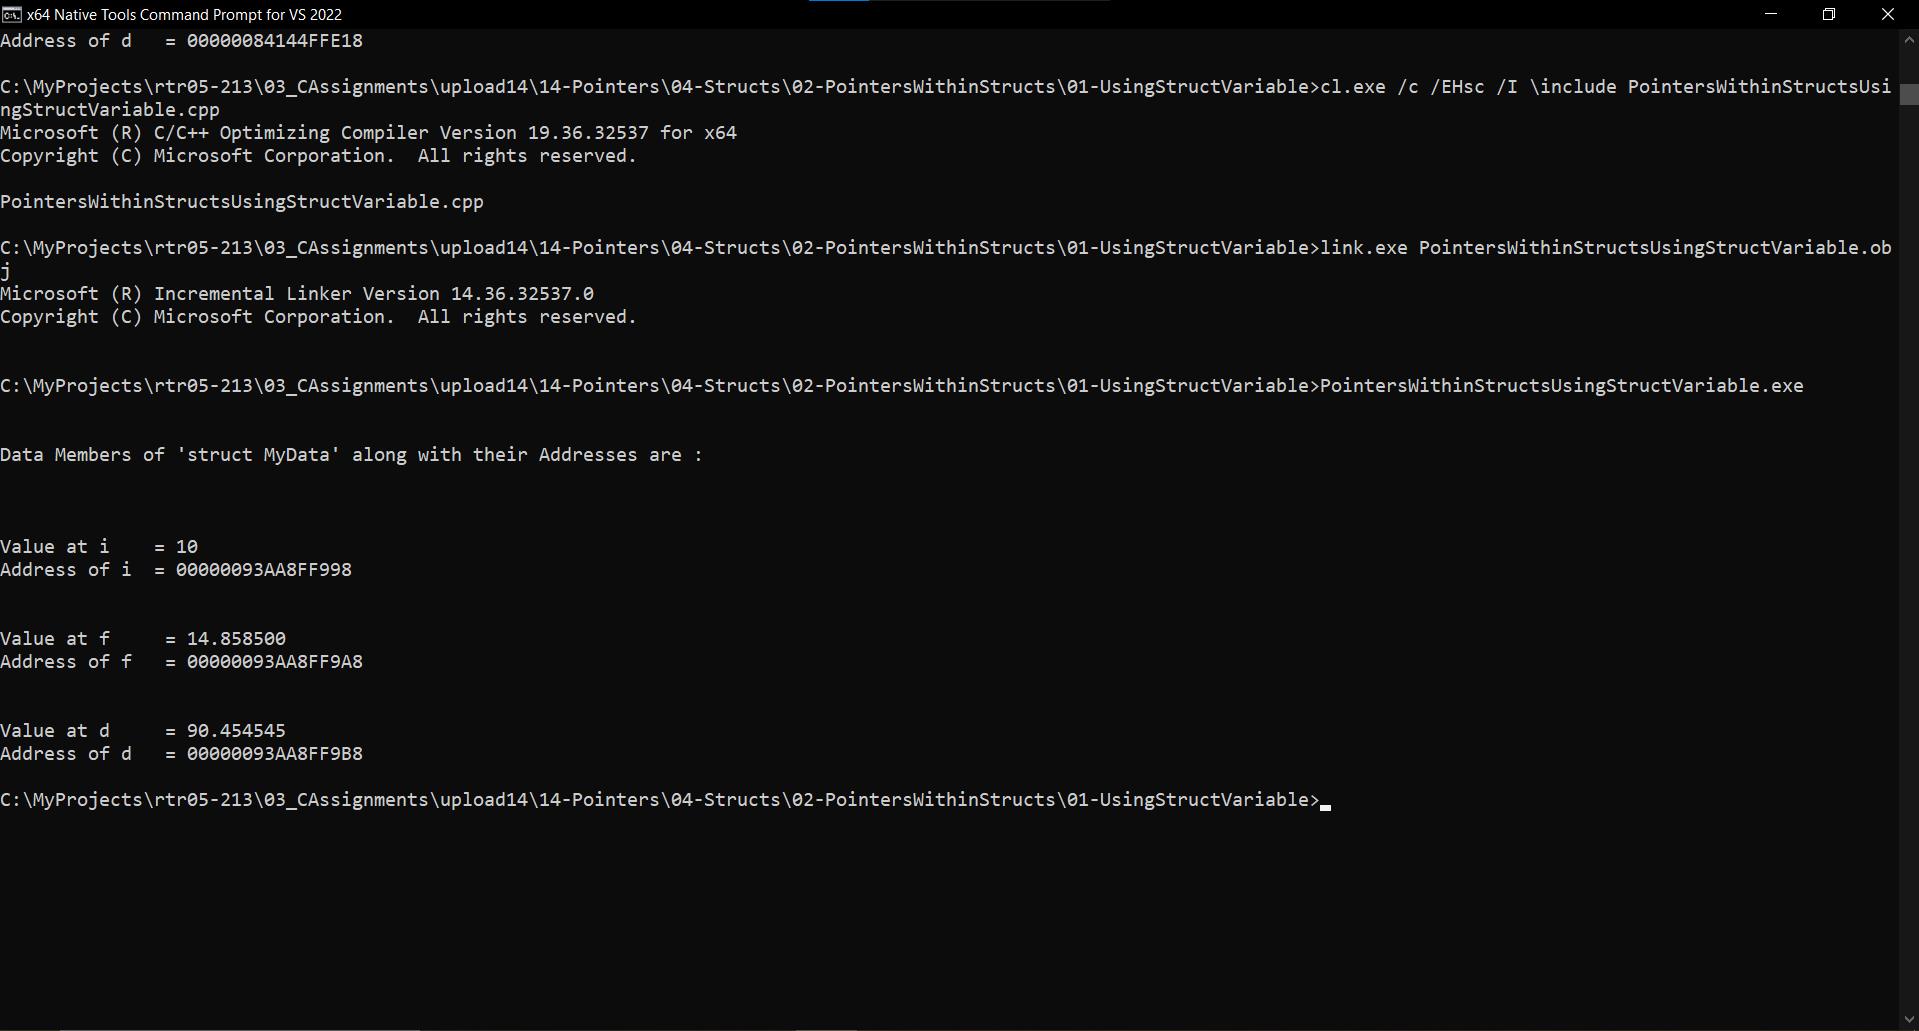 x64 Native Tools Command Prompt for VS 2022
Address of d   = 00000084144FFE18
C:\MyProjects\rtr05-213\03_CAssignments\upload14\14-Pointers\04-Structs\02-PointersWithinStructs\01-UsingStructVariable>cl.exe /c /EHsc /I \include PointersWithinStructsUsi
ngStructVariable.cpp
Microsoft (R) C/C++ Optimizing Compiler Version 19.36.32537 for x64
Copyright (C) Microsoft Corporation.  All rights reserved.
PointersWithinStructsUsingStructVariable.cpp
C:\MyProjects\rtr05-213\03_CAssignments\upload14\14-Pointers\04-Structs\02-PointersWithinStructs\01-UsingStructVariable>link.exe PointersWithinStructsUsingStructVariable.ob
j
Microsoft (R) Incremental Linker Version 14.36.32537.0
Copyright (C) Microsoft Corporation.  All rights reserved.
C:\MyProjects\rtr05-213\03_CAssignments\upload14\14-Pointers\04-Structs\02-PointersWithinStructs\01-UsingStructVariable>PointersWithinStructsUsingStructVariable.exe
Data Members of 'struct MyData' along with their Addresses are :
Value at i    = 10
Address of i  = 00000093AA8FF998
Value at f     = 14.858500
Address of f   = 00000093AA8FF9A8
Value at d     = 90.454545
Address of d   = 00000093AA8FF9B8
C:\MyProjects\rtr05-213\03_CAssignments\upload14\14-Pointers\04-Structs\02-PointersWithinStructs\01-UsingStructVariable>